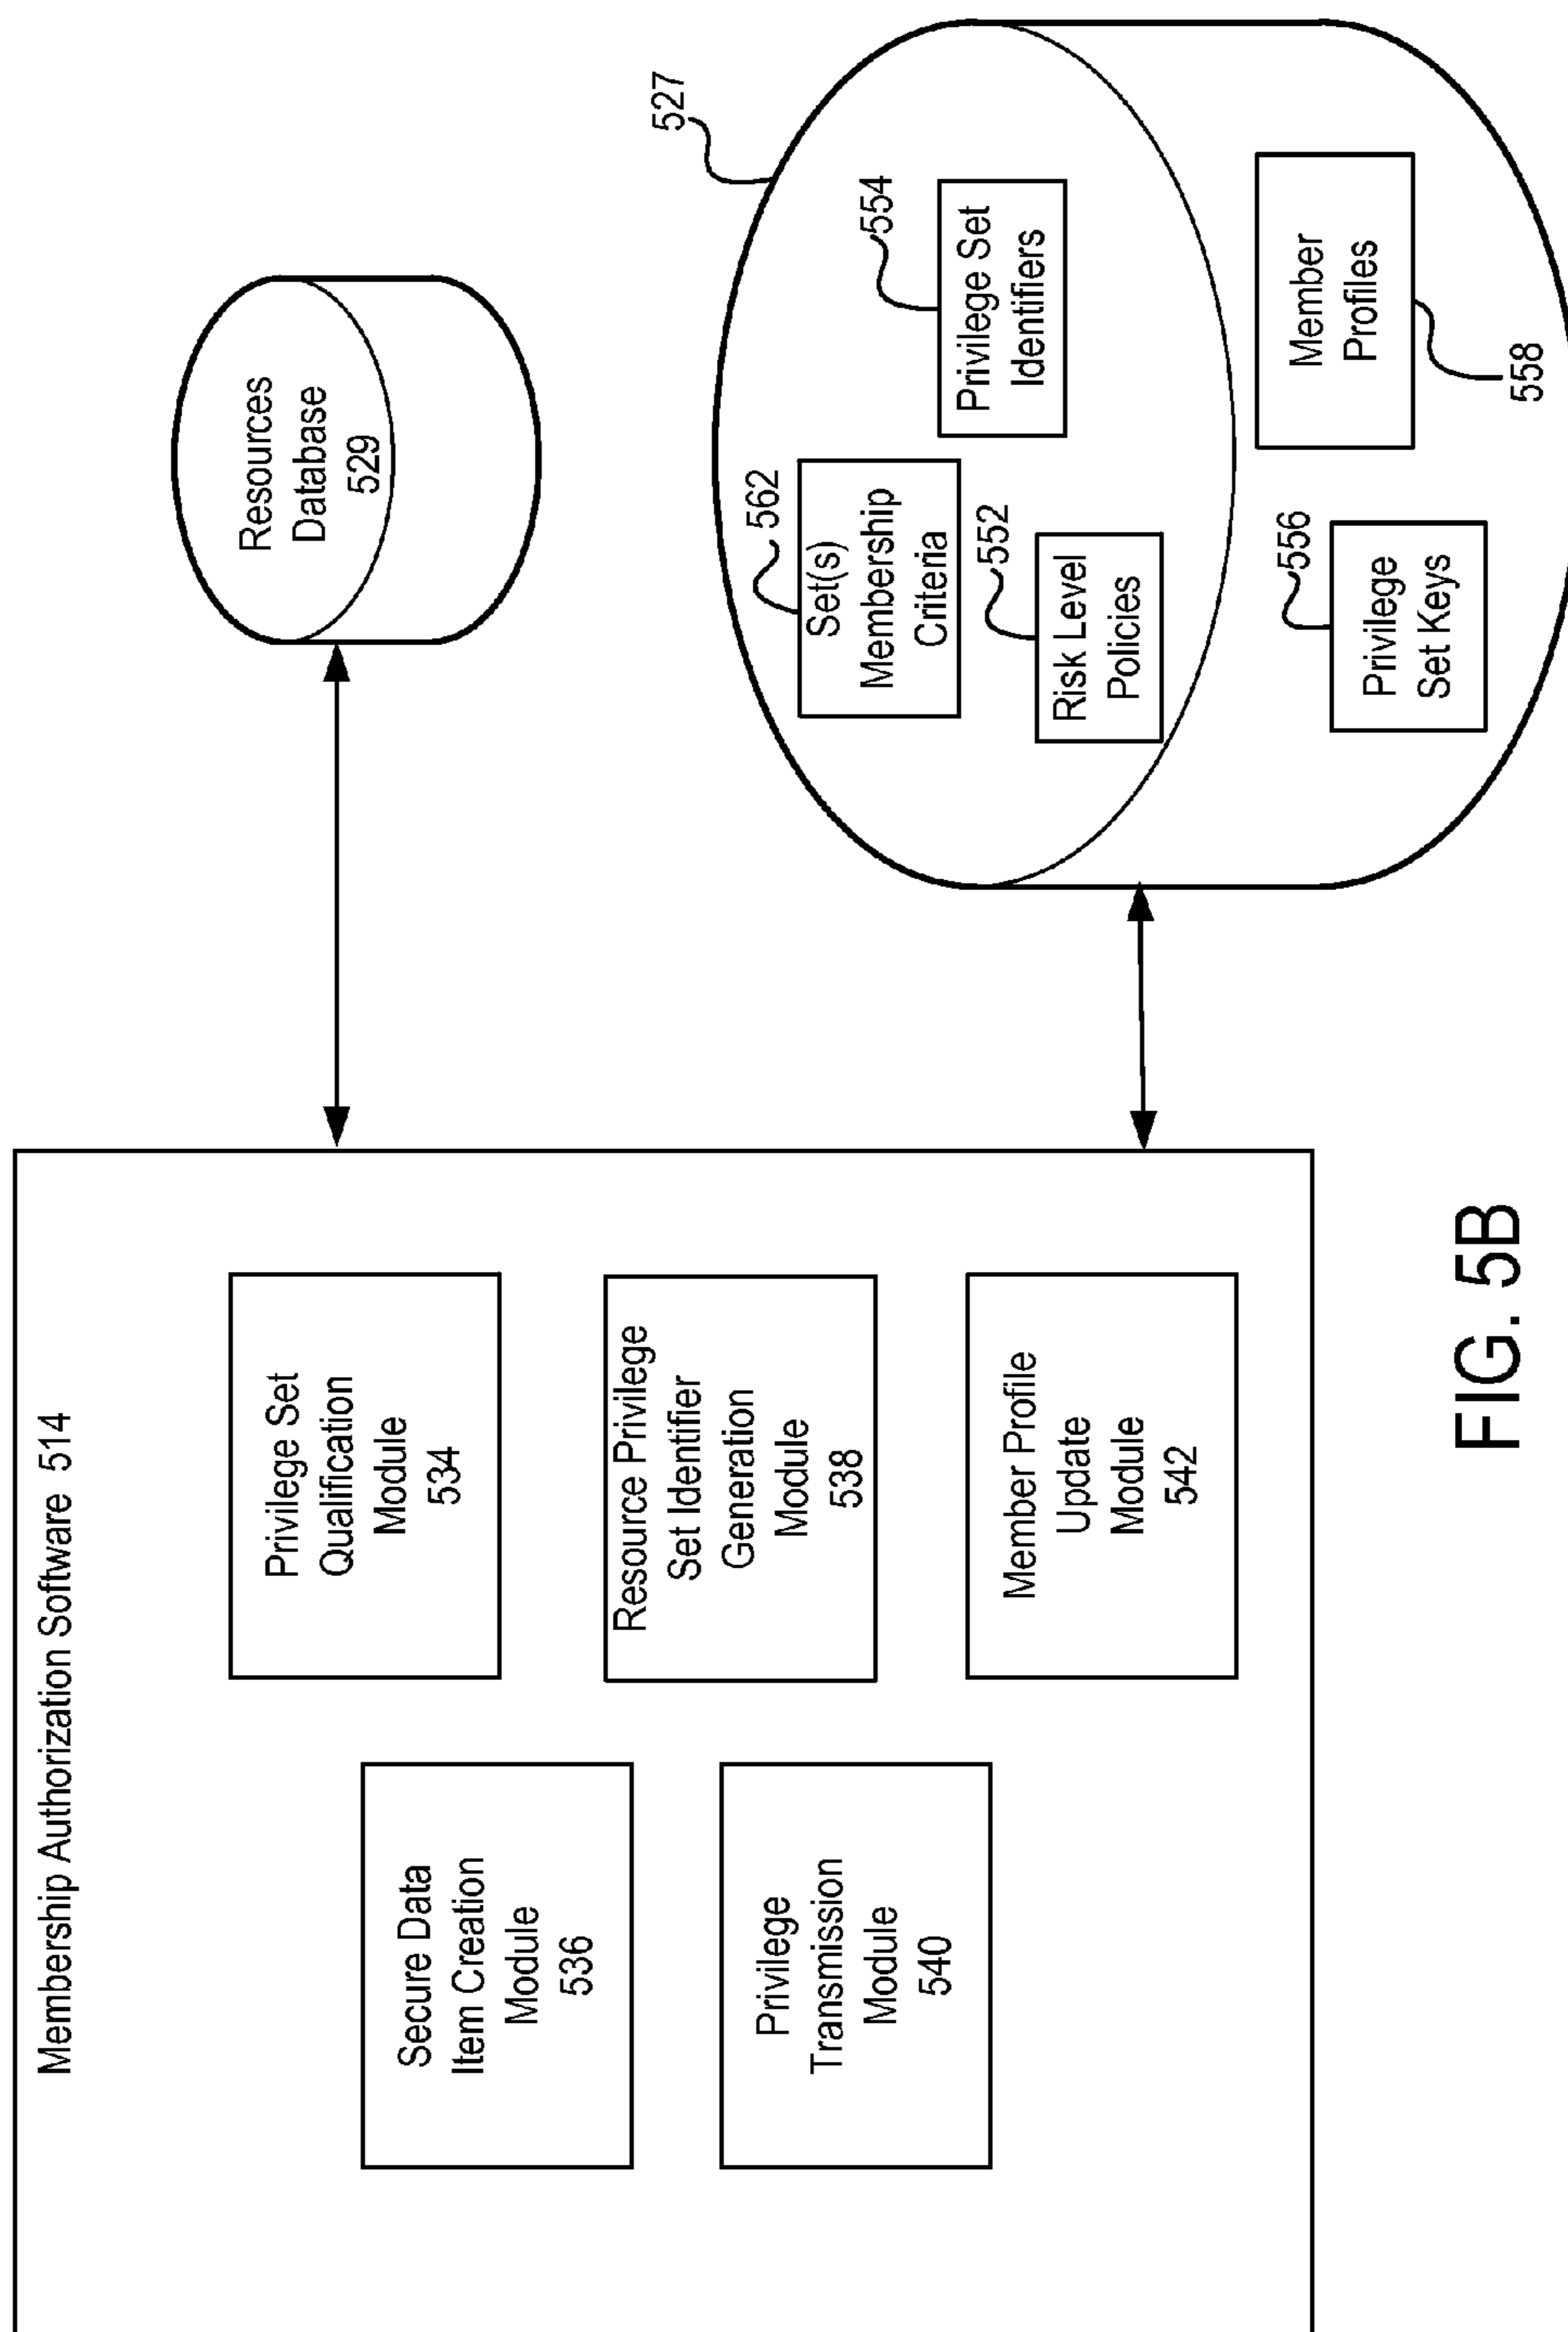 Membership Authorization Software 514
Secure Data
Item Creation
Module
536
Privilege Set
Qualification
Module
534
Privilege
Transmission
Module
540
Resource Privilege
Set Identifier
Generation
Module
538
Member Profile
Update
Module
542
Resources
Database
529
527
562
Set(s)
Membership
Criteria
554
Privilege Set
Identifiers
552
Risk Level
Policies
556
Privilege
Set Keys
Member
Profiles
558
FIG. 5B